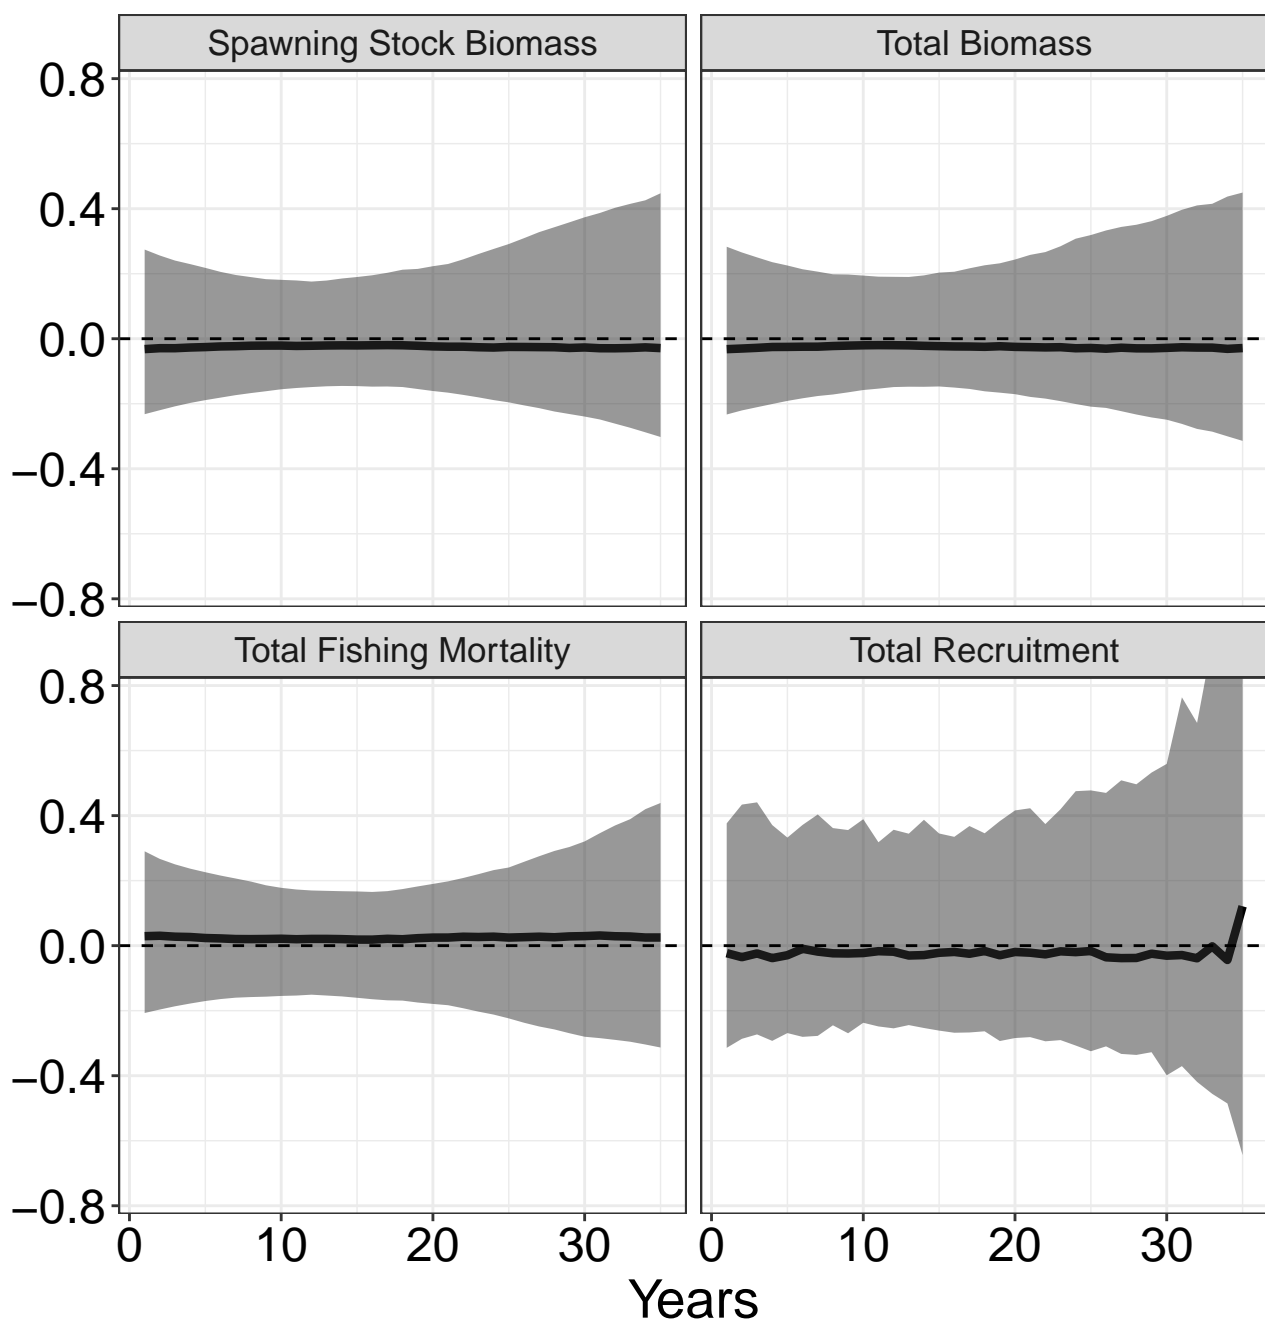 Spawning Stock Biomass
Total Biomass
0.8
0.4
0.0
−0.4
−0.8
Total Fishing Mortality
Total Recruitment
0.8
0.4
0.0
−0.4
−0.8
0 10 20 30
0 10 20 30
Years